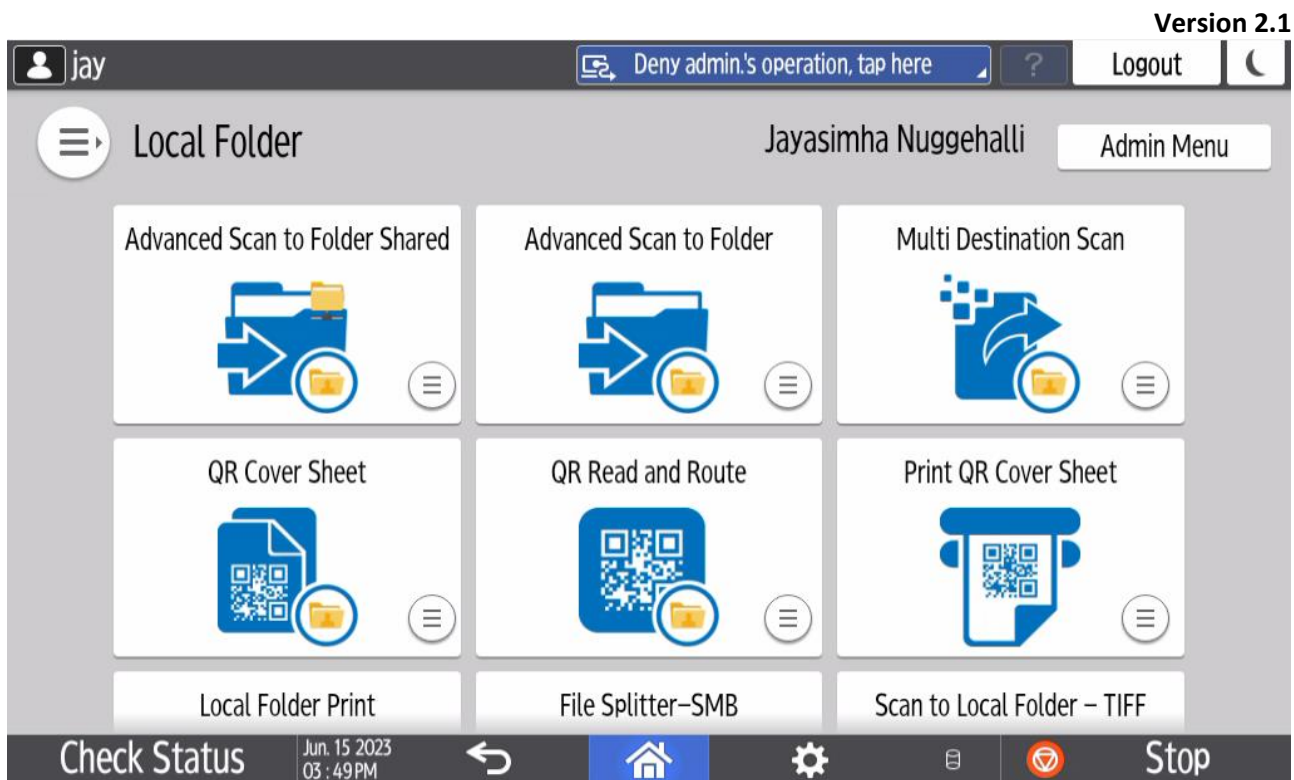 Version 2.1
jay
Deny admin.'s operation, tap here
?
Logout
Local Folder
Jayasimha Nuggehalli
Admin Menu
Advanced Scan to Folder Shared
Advanced Scan to Folder
Multi Destination Scan
QR Cover Sheet
QR Read and Route
Print QR Cover Sheet
Local Folder Print
File Splitter-SMB
Scan to Local Folder - TIFF
Check Status
Jun. 15 2023
03 : 49 PM
Stop